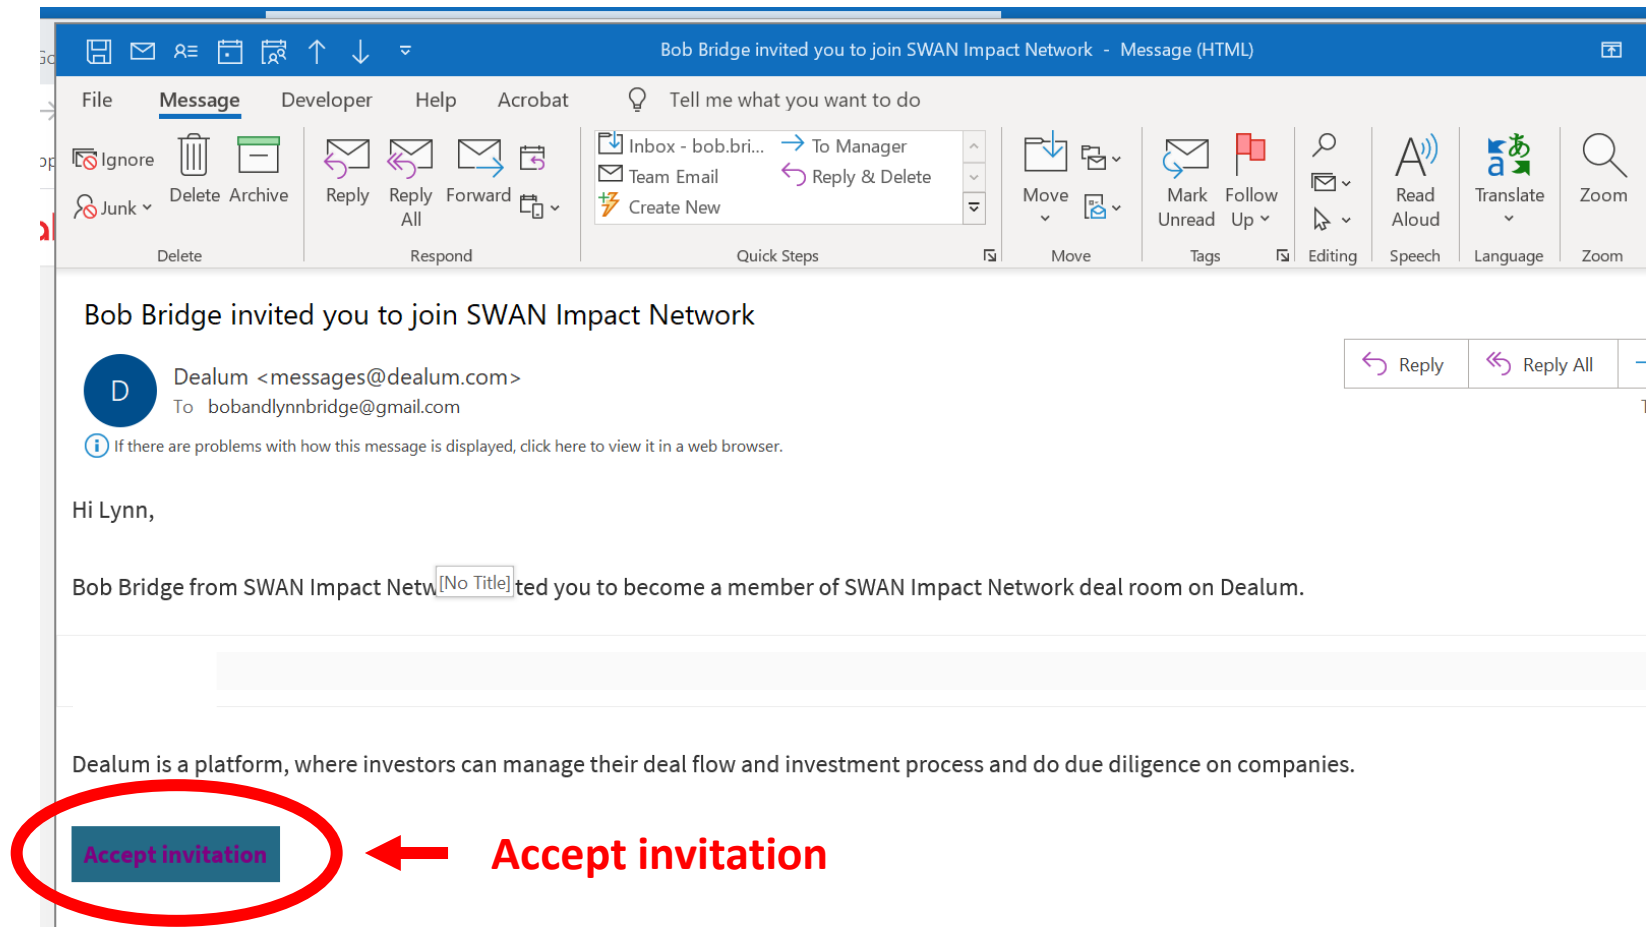 Bob Bridge invited you to join SWAN Impact Network - Message (HTML)
File Message Developer Help Acrobat Tell me what you want to do
Ignore
Junk
Delete Archive
Delete
Reply
Reply All
Forward
Respond
Inbox - bob.bri... To Manager
Team Email Reply & Delete
Create New
Quick Steps
Move
Move
Mark Unread
Follow Up
Tags
Editing
Read Aloud
Speech
Translate
Language
Zoom
Zoom
Bob Bridge invited you to join SWAN Impact Network
D
Dealum <messages@dealum.com>
To bobandlynnbridge@gmail.com
Reply Reply All
If there are problems with how this message is displayed, click here to view it in a web browser.
Hi Lynn,
Bob Bridge from SWAN Impact Netw[No Title]ted you to become a member of SWAN Impact Network deal room on Dealum.
Dealum is a platform, where investors can manage their deal flow and investment process and do due diligence on companies.
Accept invitation
Accept invitation